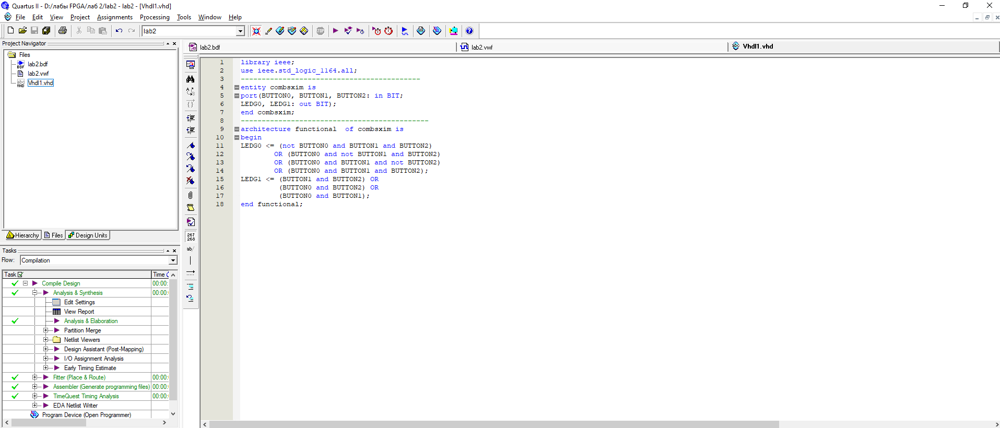 Quartus II - D:/лабы FPGA/лаб 2/lab2 - lab2 - [Vhdl1.vhd]
File Edit View Project Assignments Processing Tools Window Help
lab2
STOP
Project Navigator
Files
lab2.bdf
lab2.vwf
Vhdl1.vhd
Hierarchy Files Design Units
Tasks
Flow: Compilation
Task Time
Compile Design 00:00:
Analysis & Synthesis 00:00:
Edit Settings
View Report
Analysis & Elaboration
Partition Merge
Netlist Viewers
Design Assistant (Post-Mapping)
I/O Assignment Analysis
Early Timing Estimate
Fitter (Place & Route) 00:00:
Assembler (Generate programming files) 00:00:
TimeQuest Timing Analysis 00:00:
EDA Netlist Writer
Program Device (Open Programmer)
lab2.bdf lab2.vwf Vhdl1.vhd
267
268
ab/
1 library ieee;
2 use ieee.std_logic_1164.all;
3 -------------------------------------------
4 entity combsxim is
5 port(BUTTON0, BUTTON1, BUTTON2: in BIT;
6 LEDG0, LEDG1: out BIT);
7 end combsxim;
8 ---------------------------------------------
9 architecture functional  of combsxim is
10 begin
11 LEDG0 <= (not BUTTON0 and BUTTON1 and BUTTON2)
12 OR (BUTTON0 and not BUTTON1 and BUTTON2)
13 OR (BUTTON0 and BUTTON1 and not BUTTON2)
14 OR (BUTTON0 and BUTTON1 and BUTTON2);
15 LEDG1 <= (BUTTON1 and BUTTON2) OR
16 (BUTTON0 and BUTTON2) OR
17 (BUTTON0 and BUTTON1);
18 end functional;